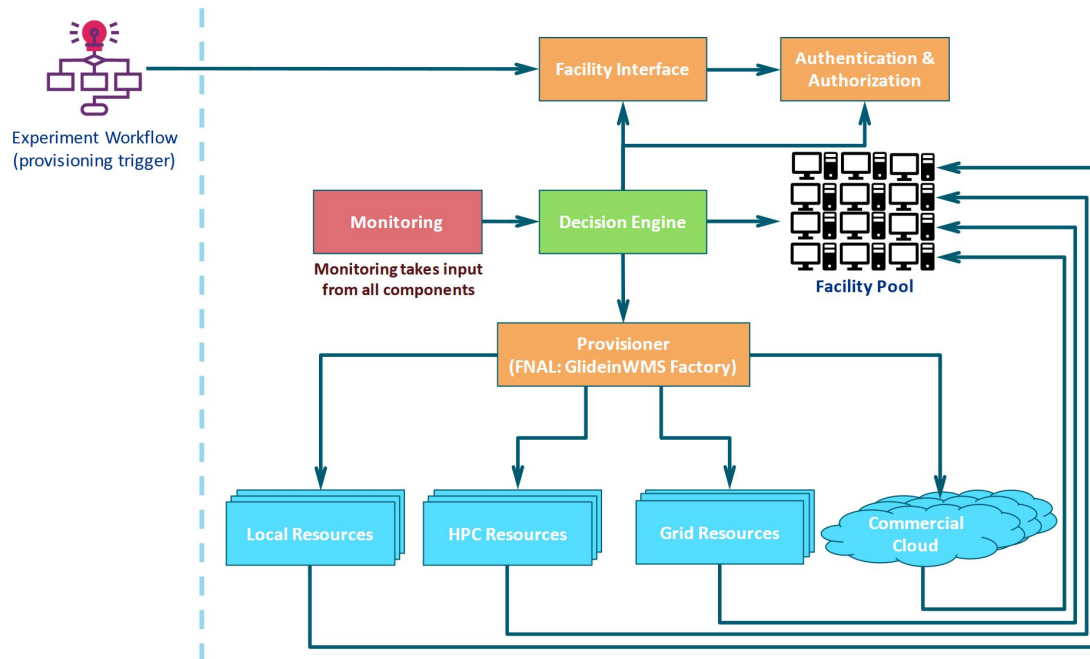 Experiment Workflow
(provisioning trigger)
Facility Interface
Authentication &
Authorization
Monitoring
Monitoring takes input
from all components
Decision Engine
Facility Pool
Provisioner
(FNAL: GlideinWMS Factory)
Local Resources
HPC Resources
Grid Resources
Commercial
Cloud